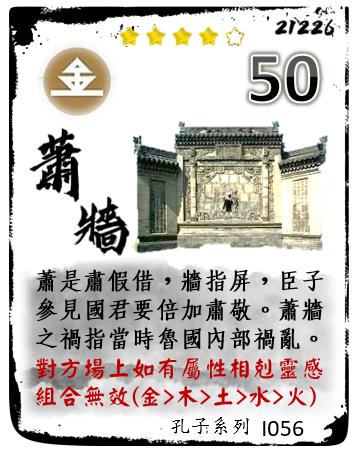 21226
金
50
蕭牆
蕭是肅假借，牆指屏，臣子
參見國君要倍加肅敬。蕭牆
之禍指當時魯國內部禍亂。
對方場上如有屬性相剋靈感
組合無效(金>木>土>水>火)
孔子系列 I056